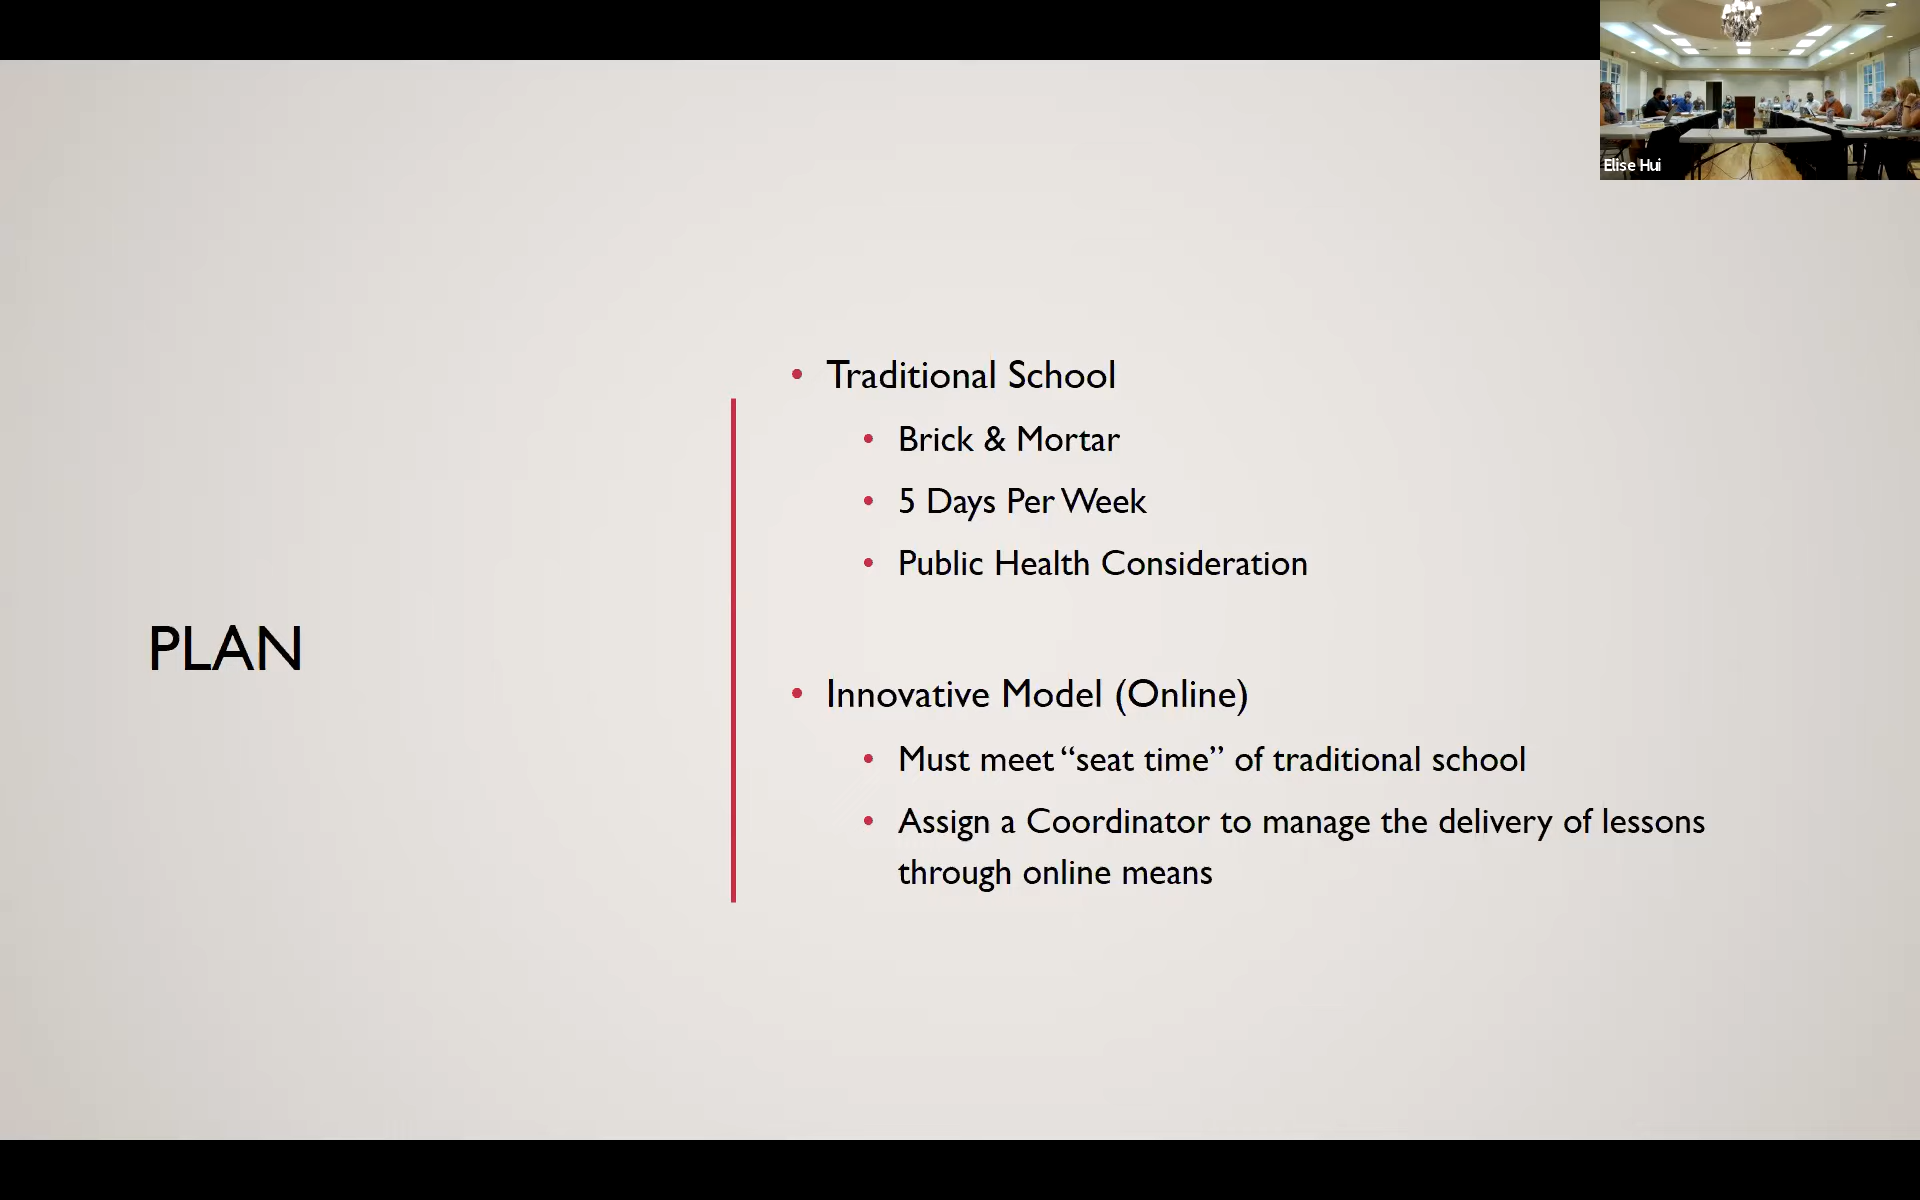 Elise Hui
PLAN
Traditional School
Brick & Mortar
5 Days Per Week
Public Health Consideration
Innovative Model (Online)
Must meet “seat time” of traditional school
Assign a Coordinator to manage the delivery of lessons
through online means